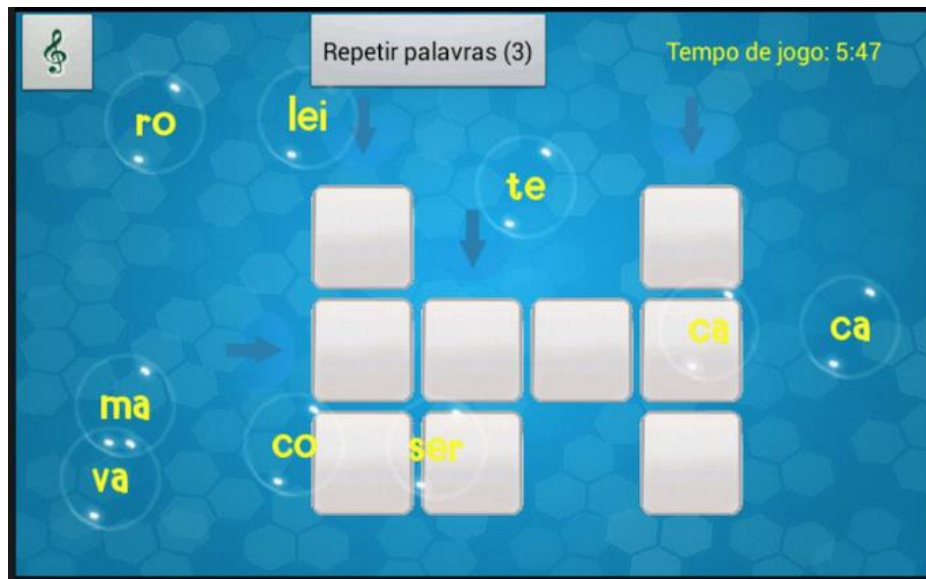 Repetir palavras (3)
Tempo de jogo: 5:47
ro
lei
te
ca
ca
ma
co
ser
va